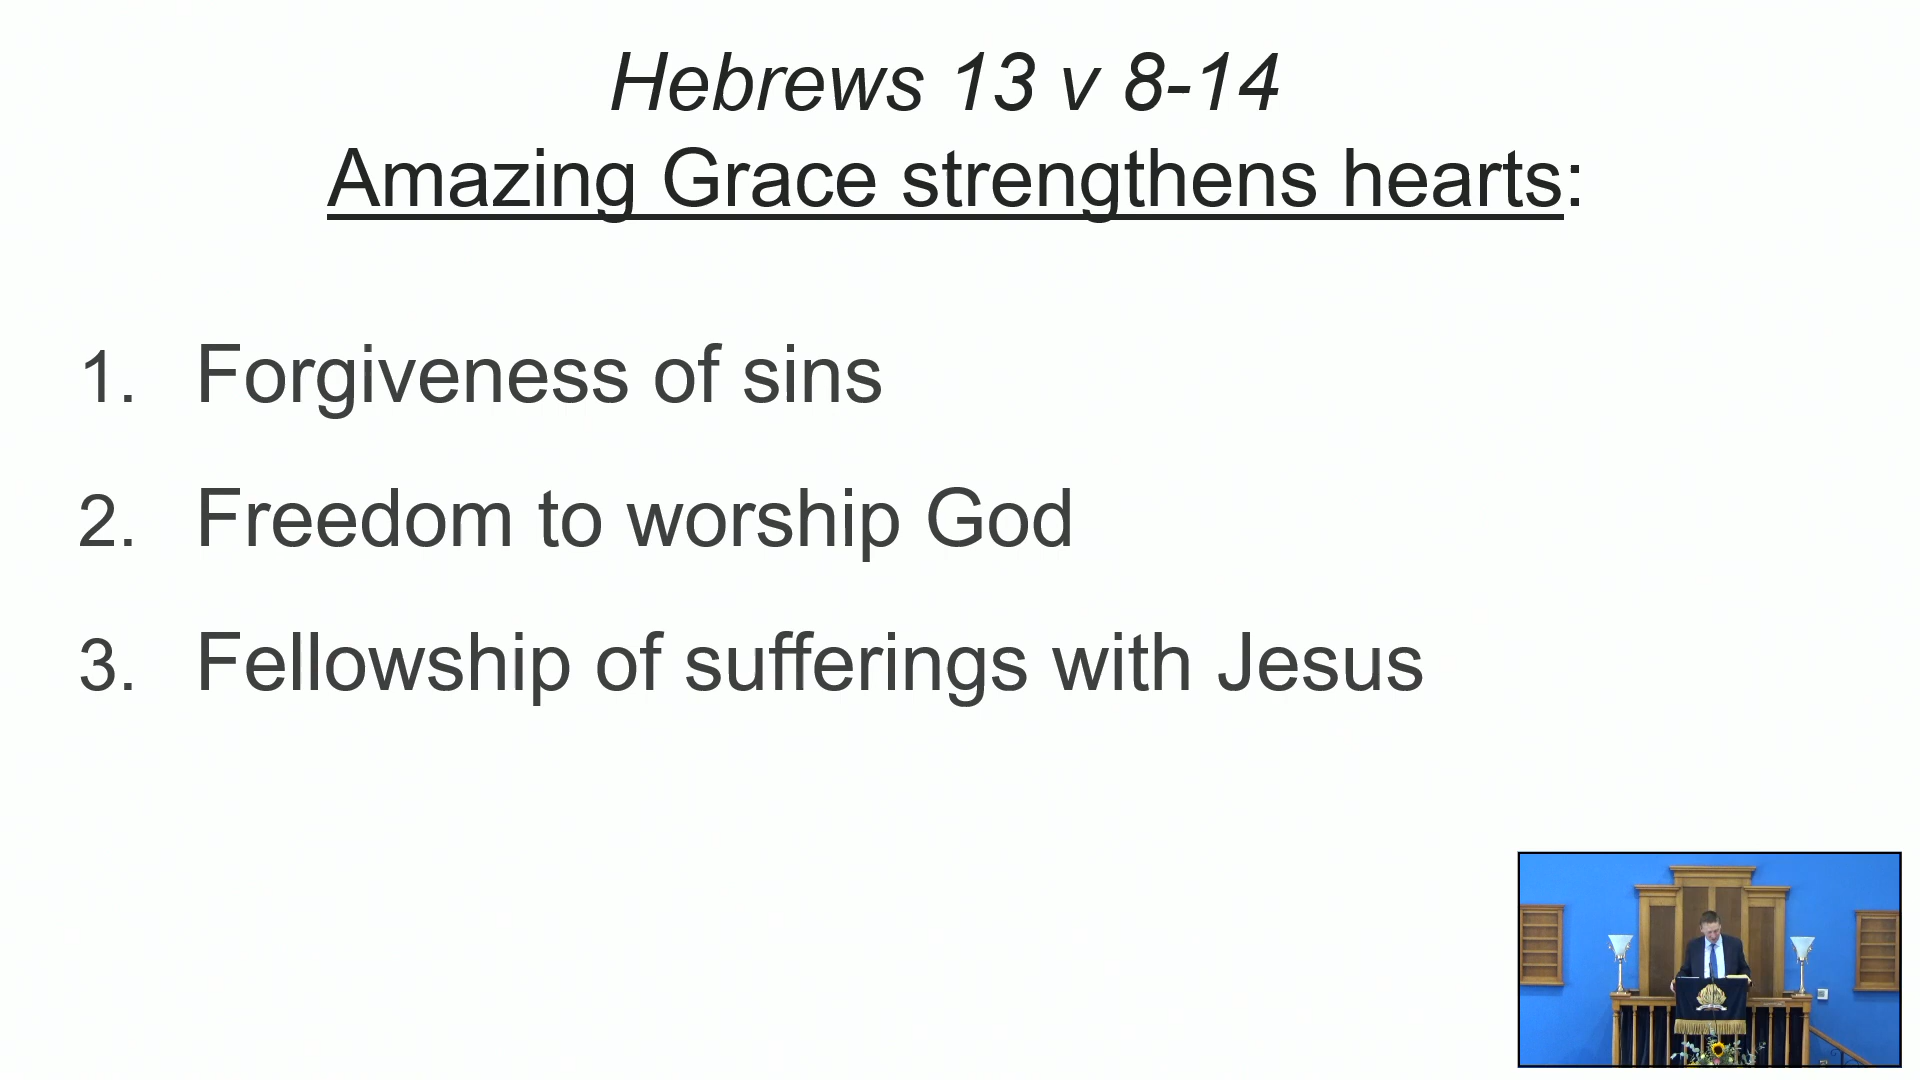 Hebrews 13 v 8-14
Amazing Grace strengthens hearts:
1. Forgiveness of sins
2. Freedom to worship God
3. Fellowship of sufferings with Jesus